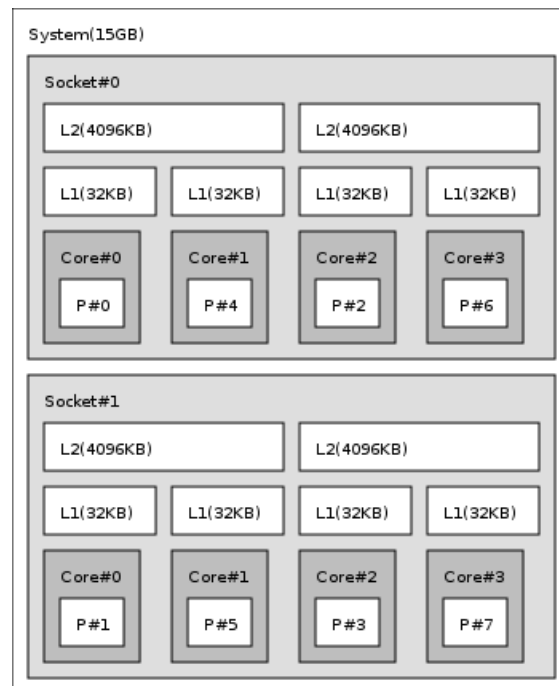 System(15GB)
Socket#0
L2(4096KB) L2(4096KB)
L1(32KB) L1(32KB) L1(32KB) L1(32KB)
Core#0 Core#1 Core#2 Core#3
P#0 P#4 P#2 P#6
Socket#1
L2(4096KB) L2(4096KB)
L1(32KB) L1(32KB) L1(32KB) L1(32KB)
Core#0 Core#1 Core#2 Core#3
P#1 P#5 P#3 P#7